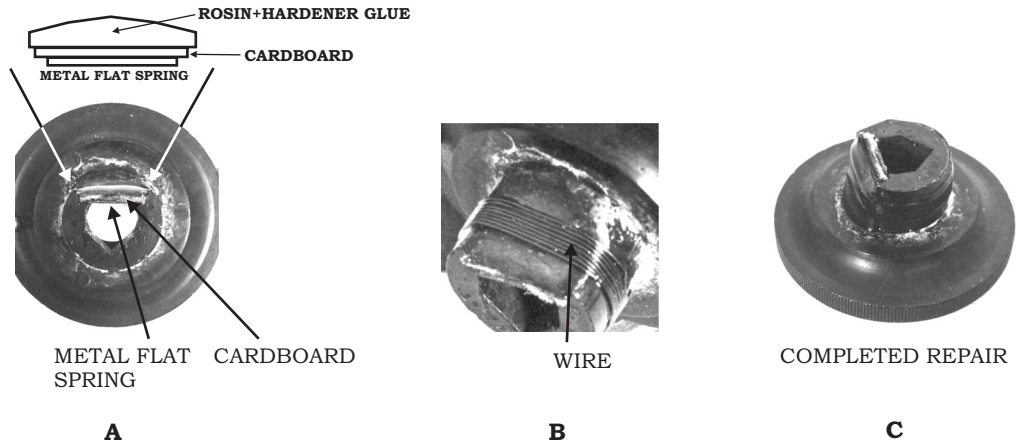 ROSIN+HARDENER GLUE
CARDBOARD
METAL FLAT SPRING
METAL FLAT
SPRING
CARDBOARD
WIRE
COMPLETED REPAIR
A
B
C